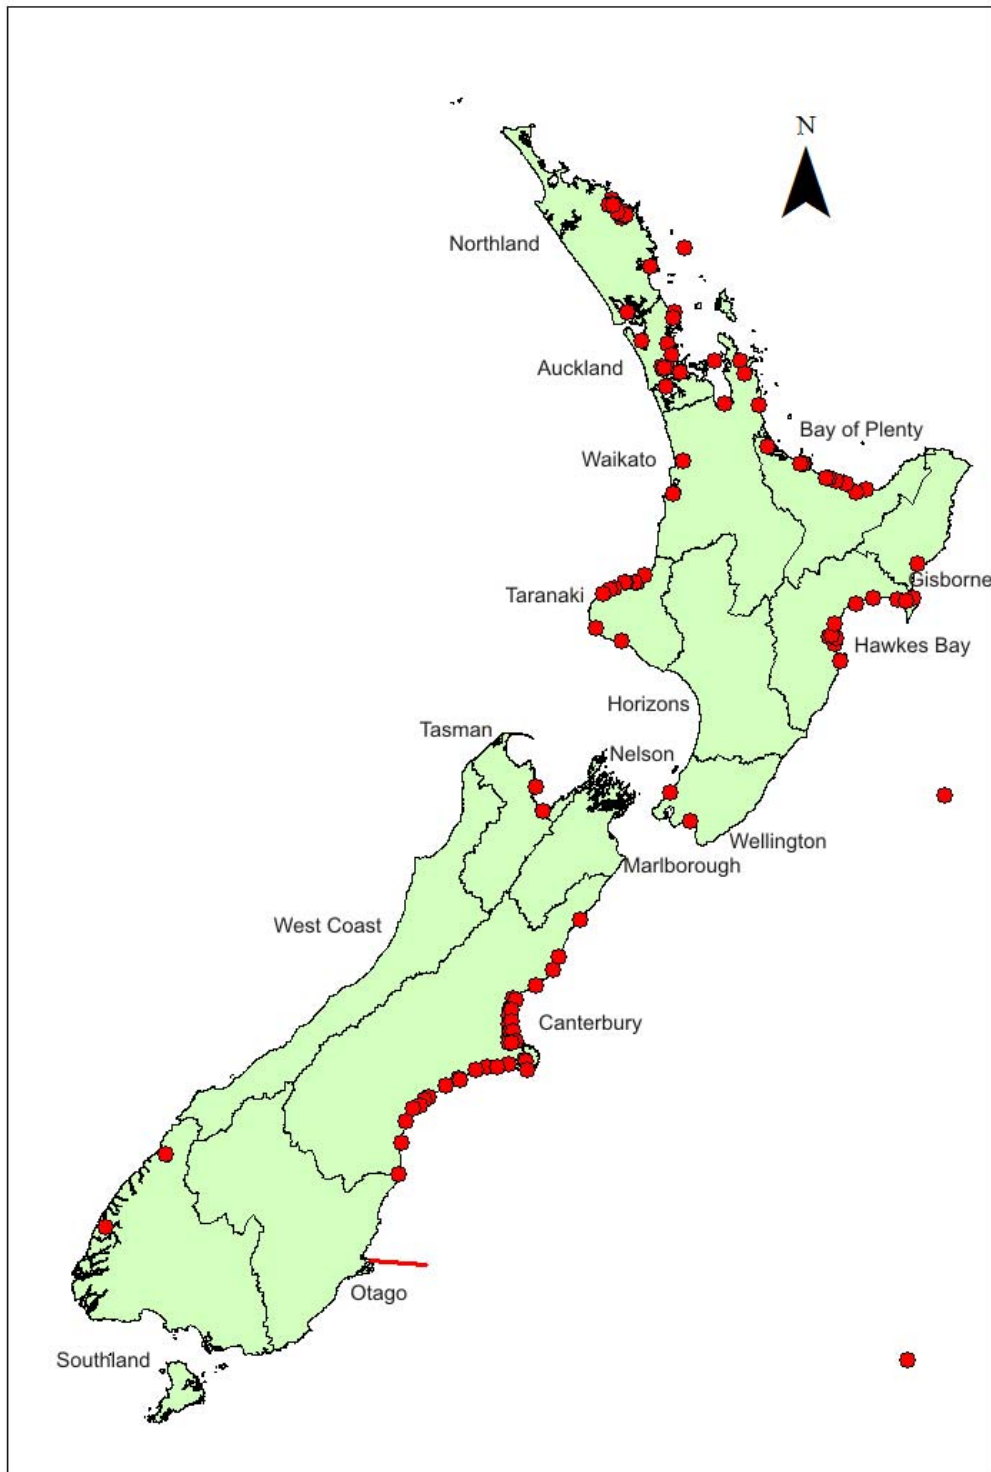 N
Northland
Auckland
Bay of Plenty
Waikato
Gisborne
Taranaki
Hawkes Bay
Horizons
Tasman
Nelson
Wellington
Marlborough
West Coast
Canterbury
Otago
Southland